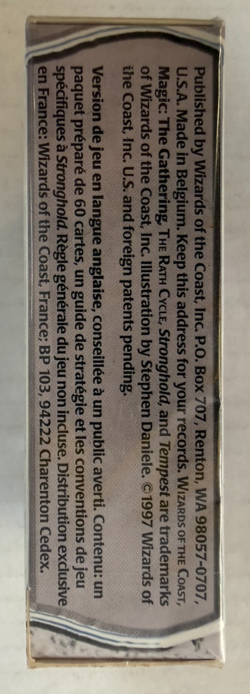 Published by Wizards of the Coast, Inc. P.O. Box 707, Renton, WA 98057-0707,
U.S.A. Made in Belgium. Keep this address for your records. WIZARDS OF THE COAST,
Magic: The Gathering, THE RATH CYCLE, Stronghold, and Tempest are trademarks
of Wizards of the Coast, Inc. Illustration by Stephen Daniele. ©1997 Wizards of
the Coast, Inc. U.S. and foreign patents pending.
Version de jeu en langue anglaise, conseillée à un public averti. Contenu: un
paquet préparé de 60 cartes, un guide de stratégie et les conventions de jeu
spécifiques à Stronghold. Règle générale du jeu non incluse. Distribution exclusive
en France: Wizards of the Coast, France; BP 103, 94222 Charenton Cedex.